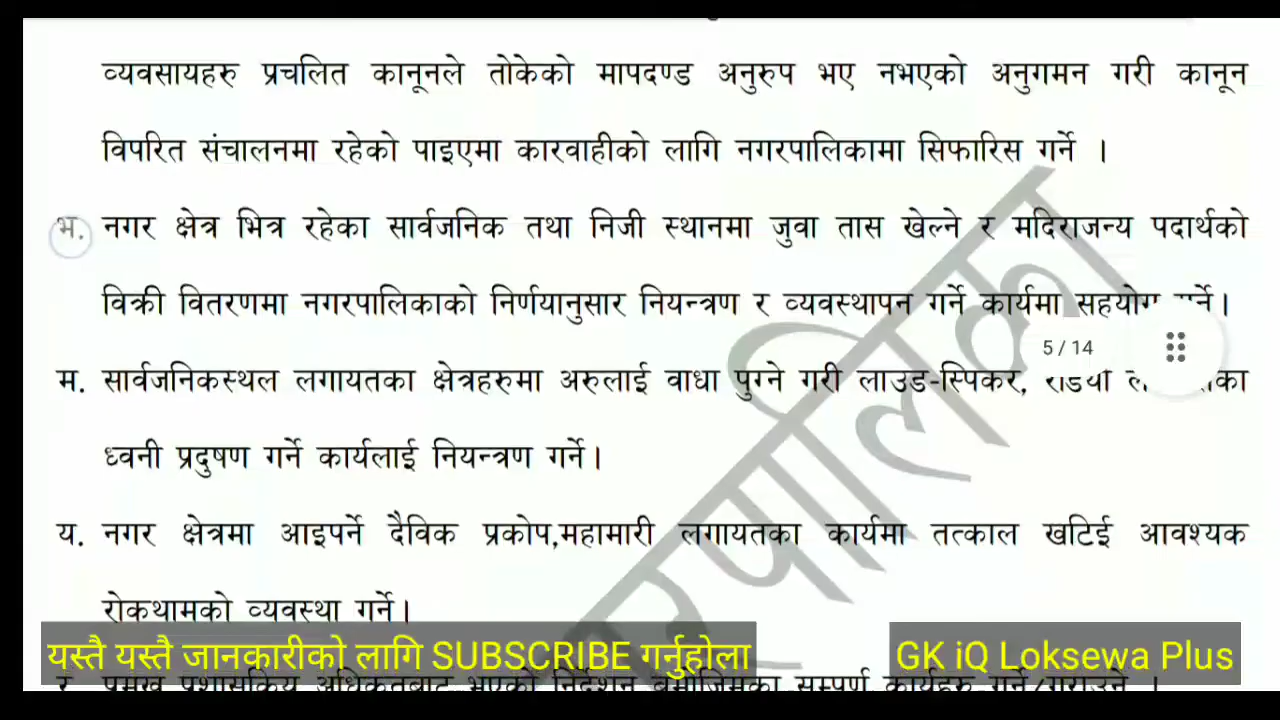 व्यवसायहरु प्रचलित कानूनले तोकेको मापदण्ड अनुरुप भए नभएको अनुगमन गरी कानून
विपरित संचालनमा रहेको पाइएमा कारवाहीको लागि नगरपालिकामा सिफारिस गर्ने ।
भ. नगर क्षेत्र भित्र रहेका सार्वजनिक तथा निजी स्थानमा जुवा तास खेल्ने र मदिराजन्य पदार्थको
विक्री वितरणमा नगरपालिकाको निर्णयानुसार नियन्त्रण र व्यवस्थापन गर्ने कार्यमा
5 / 14
म. सार्वजनिकस्थल लगायतका क्षेत्रहरुमा अरुलाई वाधा पुग्ने गरी लाउड-स्पिकर,
ध्वनी प्रदुषण गर्ने कार्यलाई नियन्त्रण गर्ने।
य. नगर क्षेत्रमा आइपर्ने दैविक प्रकोप,महामारी लगायतका कार्यमा तत्काल खटिई आवश्यक
रोकथामको व्यवस्था गर्ने।
यस्तै यस्तै जानकारीको लागि SUBSCRIBE गर्नुहोला
GK iQ Loksewa Plus